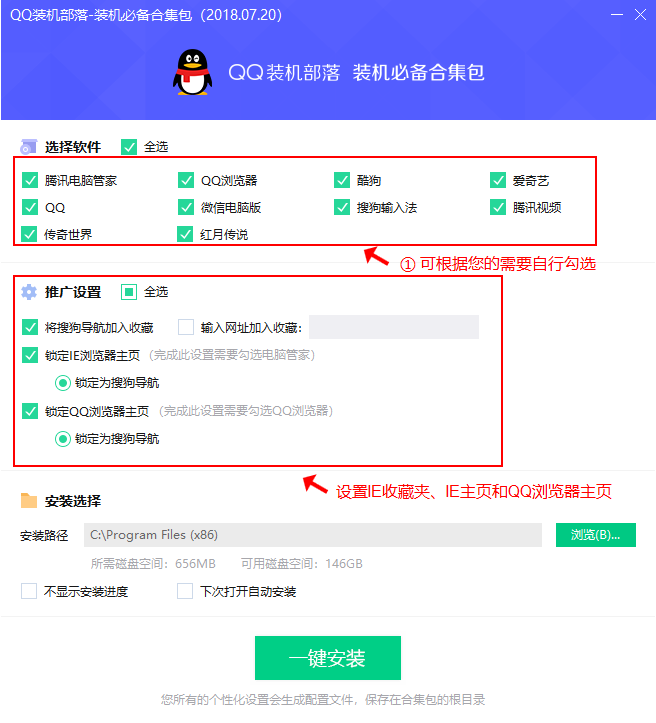 QQ装机部落-装机必备合集包（2018.07.20）
QQ装机部落 装机必备合集包
选择软件 全选
腾讯电脑管家 QQ浏览器 酷狗 爱奇艺
QQ 微信电脑版 搜狗输入法 腾讯视频
传奇世界 红月传说
① 可根据您的需要自行勾选
推广设置 全选
将搜狗导航加入收藏 输入网址加入收藏：
锁定IE浏览器主页（完成此设置需要勾选电脑管家）
锁定为搜狗导航
锁定QQ浏览器主页（完成此设置需要勾选QQ浏览器）
锁定为搜狗导航
设置IE收藏夹、IE主页和QQ浏览器主页
安装选择
安装路径 C:\Program Files (x86) 浏览(B)...
所需磁盘空间：656MB 可用磁盘空间：146GB
不显示安装进度 下次打开自动安装
一键安装
您所有的个性化设置会生成配置文件，保存在合集包的根目录